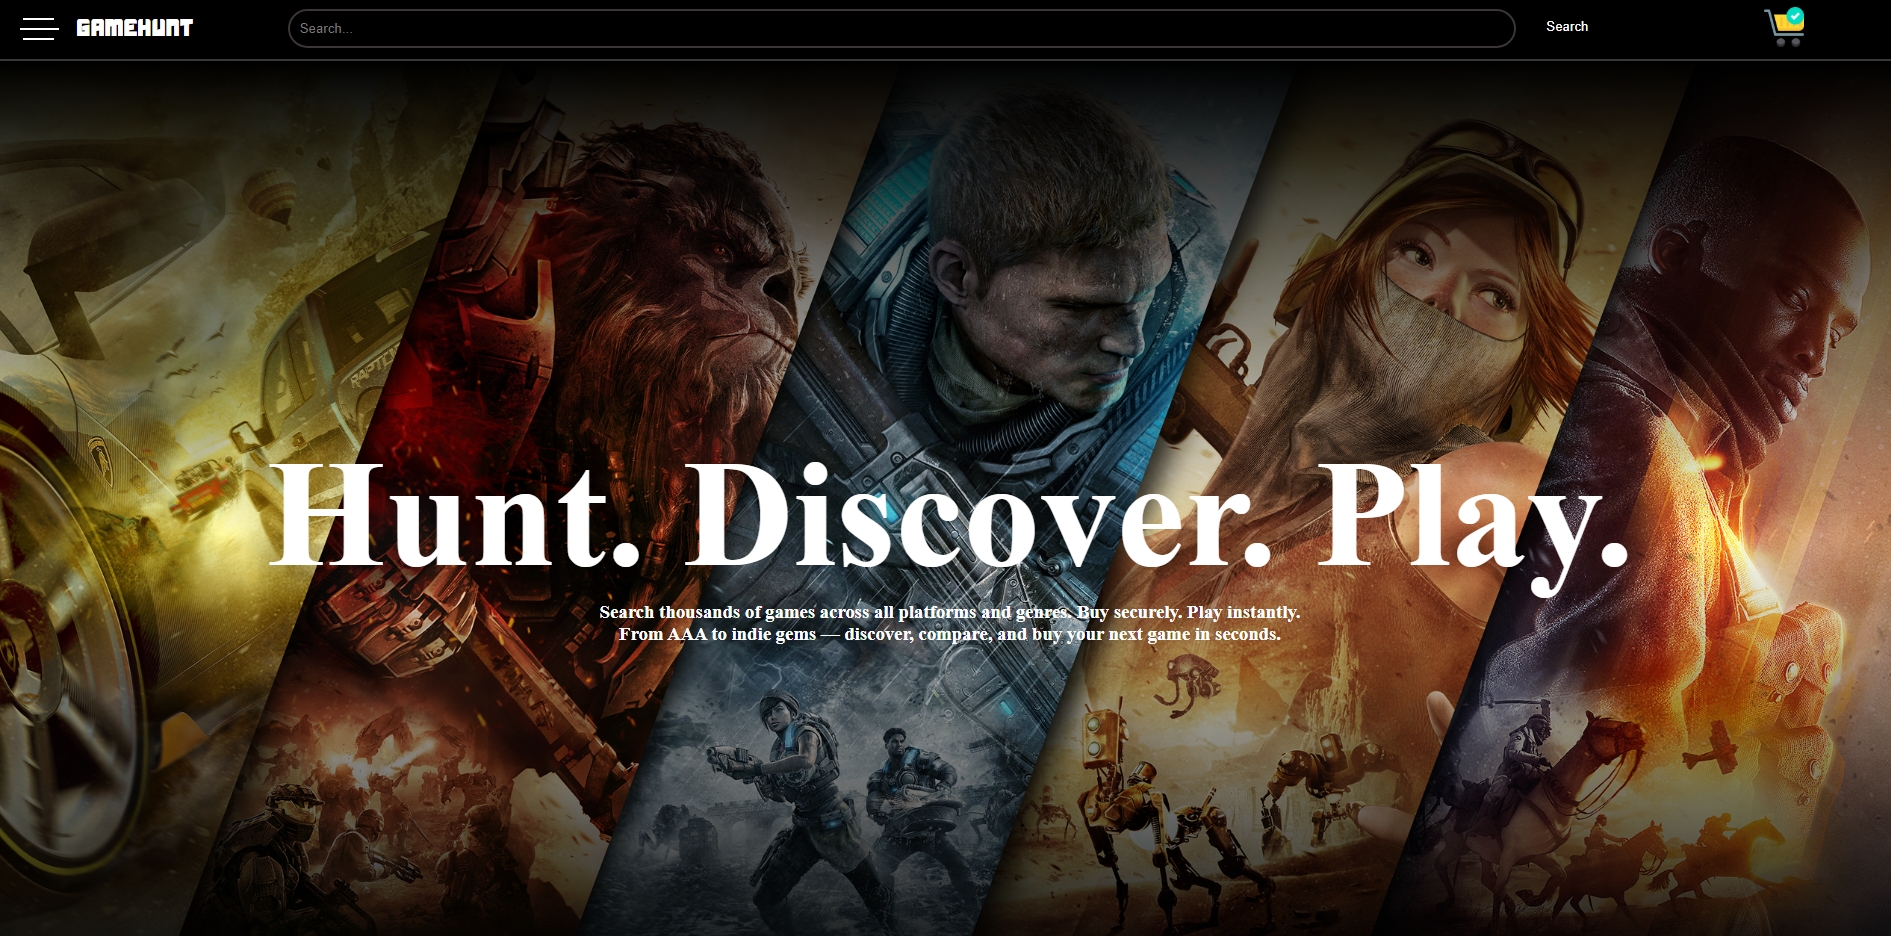 GAMEHUNT
Search...
Search
RAPTOR
Hunt. Discover. Play.
Search thousands of games across all platforms and genres. Buy securely. Play instantly.
From AAA to indie gems — discover, compare, and buy your next game in seconds.